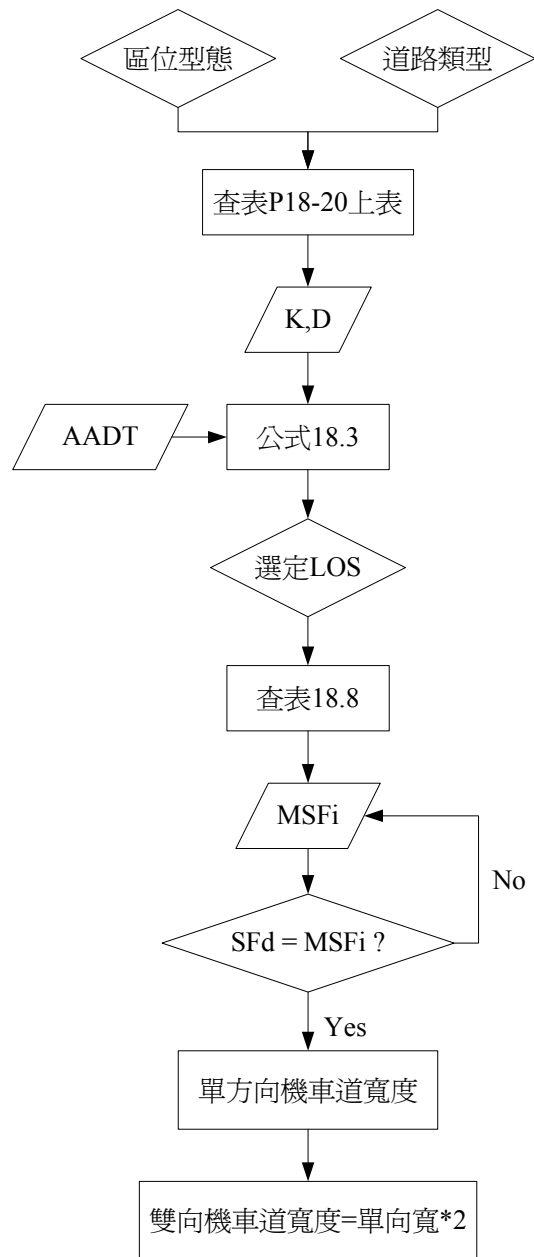 區位型態
道路類型
查表P18-20上表
K,D
AADT
公式18.3
選定LOS
查表18.8
MSFi
No
SFd = MSFi ?
Yes
單方向機車道寬度
雙向機車道寬度=單向寬*2